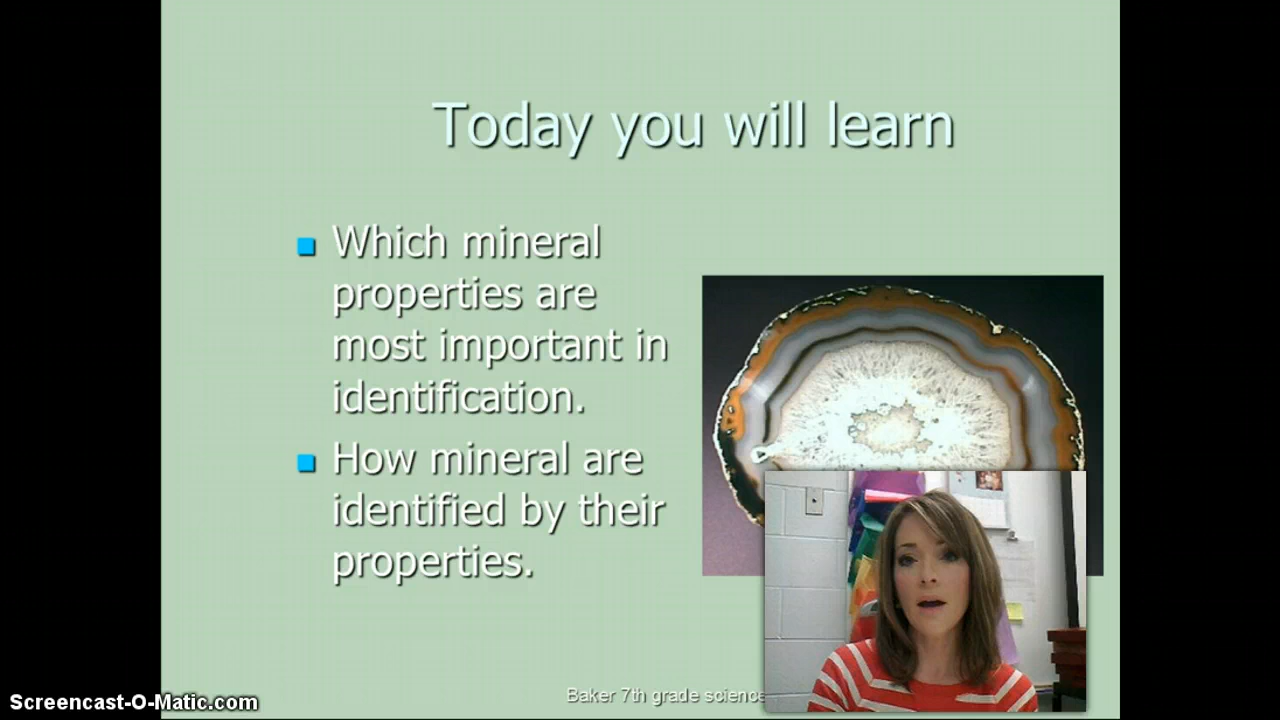 Today you will learn
Which mineral
properties are
most important in
identification.
How mineral are
identified by their
properties.
Baker 7th grade science
Screencast-O-Matic.com